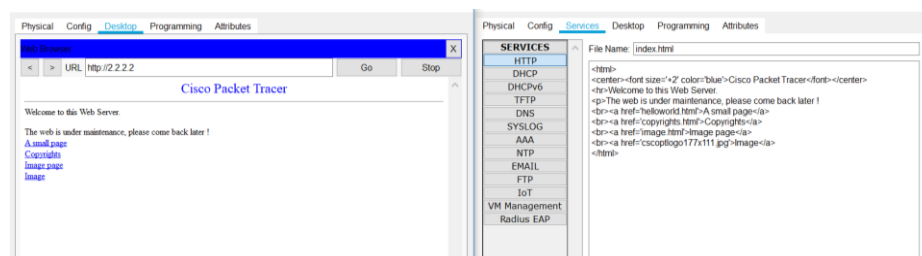 Physical Config Desktop Programming Attributes
Web Browser
X
< > URL http://2.2.2.2 Go Stop
Cisco Packet Tracer
Welcome to this Web Server.
The web is under maintenance, please come back later !
A small page
Copyrights
Image page
Image
Physical Config Services Desktop Programming Attributes
SERVICES
HTTP
DHCP
DHCPv6
TFTP
DNS
SYSLOG
AAA
NTP
EMAIL
FTP
IoT
VM Management
Radius EAP
File Name: index.html
<html>
<center><font size='+2' color='blue'>Cisco Packet Tracer</font></center>
<hr>Welcome to this Web Server.
<p>The web is under maintenance, please come back later !
<br><a href='helloworld.html'>A small page</a>
<br><a href='copyrights.html'>Copyrights</a>
<br><a href='image.html'>Image page</a>
<br><a href='cscoptlogo177x111.jpg'>Image</a>
</html>